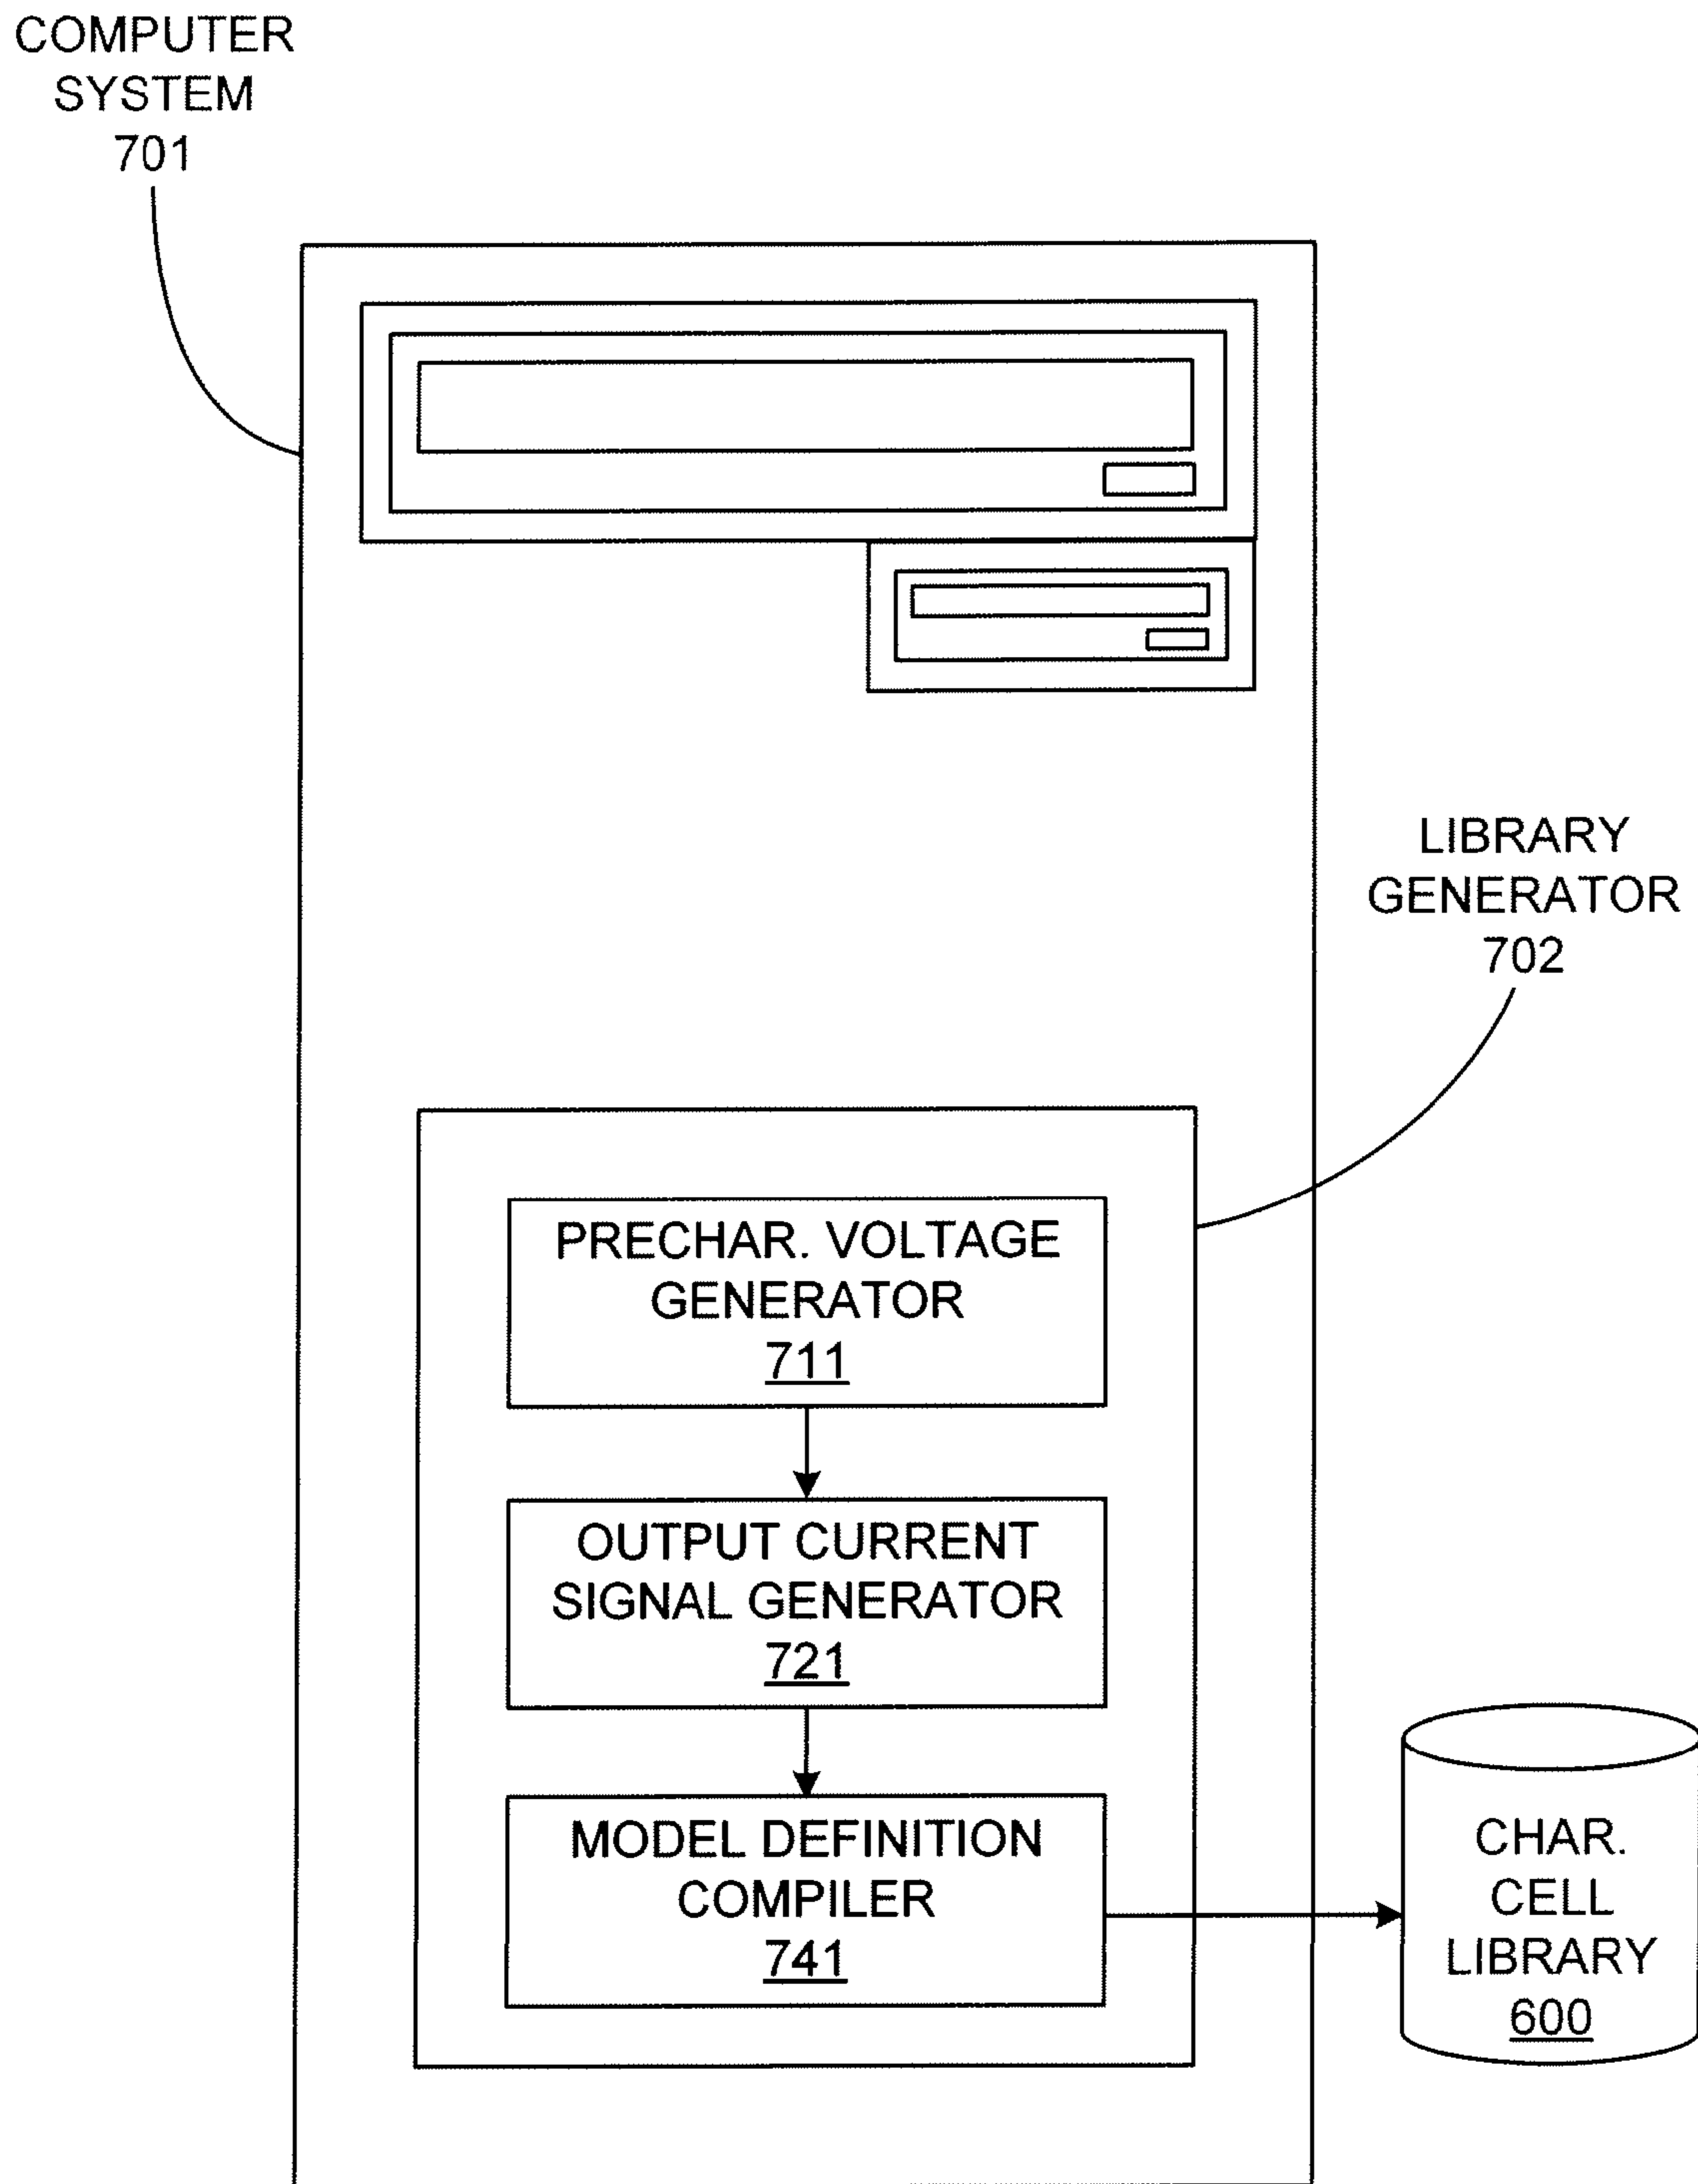 COMPUTER
SYSTEM
701
LIBRARY
GENERATOR
702
PRECHAR. VOLTAGE
GENERATOR
711
OUTPUT CURRENT
SIGNAL GENERATOR
721
MODEL DEFINITION
COMPILER
741
CHAR.
CELL
LIBRARY
600